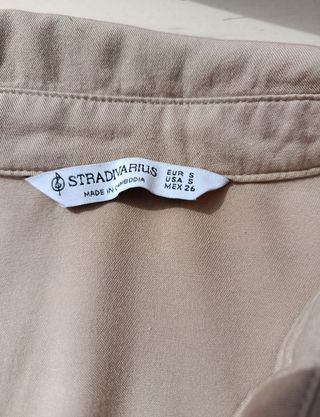 STRADIVARIUS
MADE IN CAMBODIA
EUR S
USA S
MEX 26